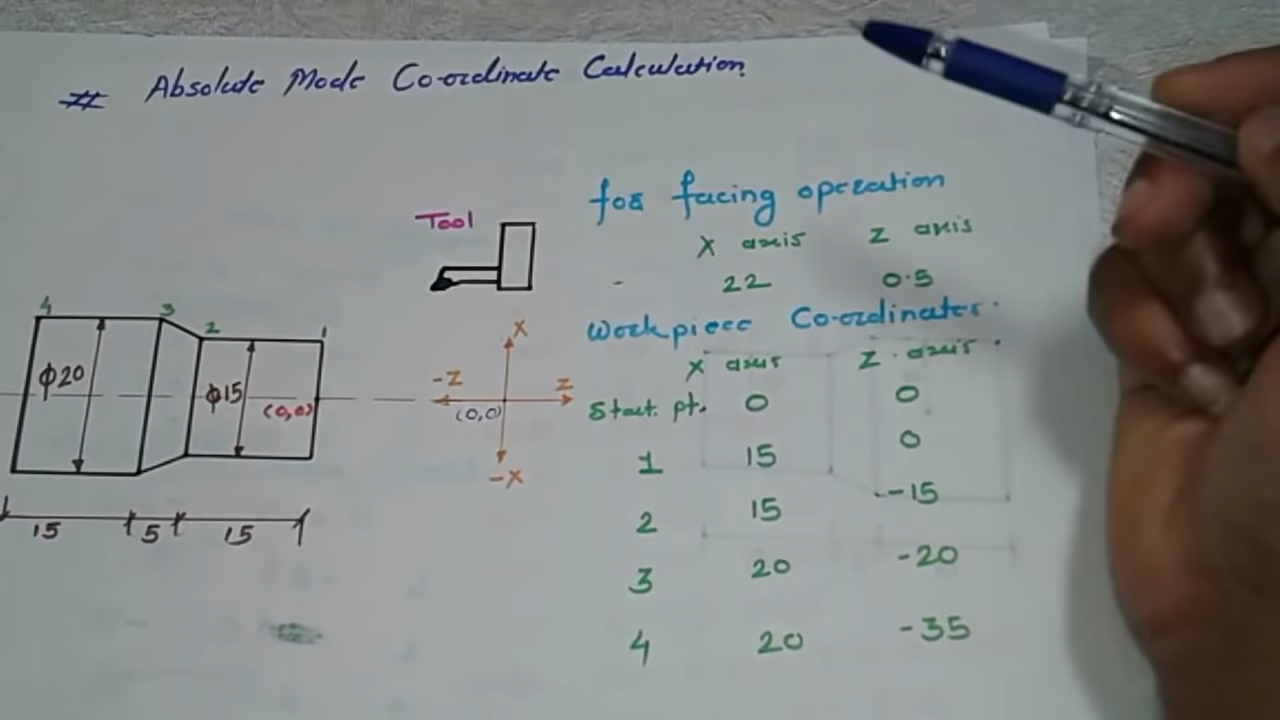 # Absolute Mode Co-ordinate Calculation.
for facing operation
X axis Z axis
- 22 0.5
Workpiece Co-ordinates.
X axis Z. axis.
Start. pt. 0 0
1 15 0
2 15 -15
3 20 -20
4 20 -35
Tool
X
-Z Z
(0,0)
-X
4 3 2 1
ϕ20 ϕ15 (0,0)
15 5 15